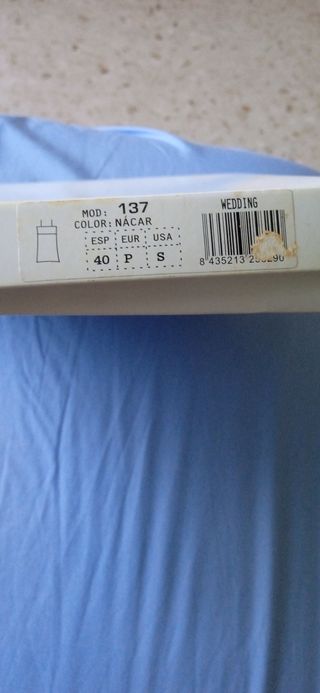 MOD: 137
COLOR: NÁCAR
ESP EUR USA
40 P S
WEDDING
8 435213